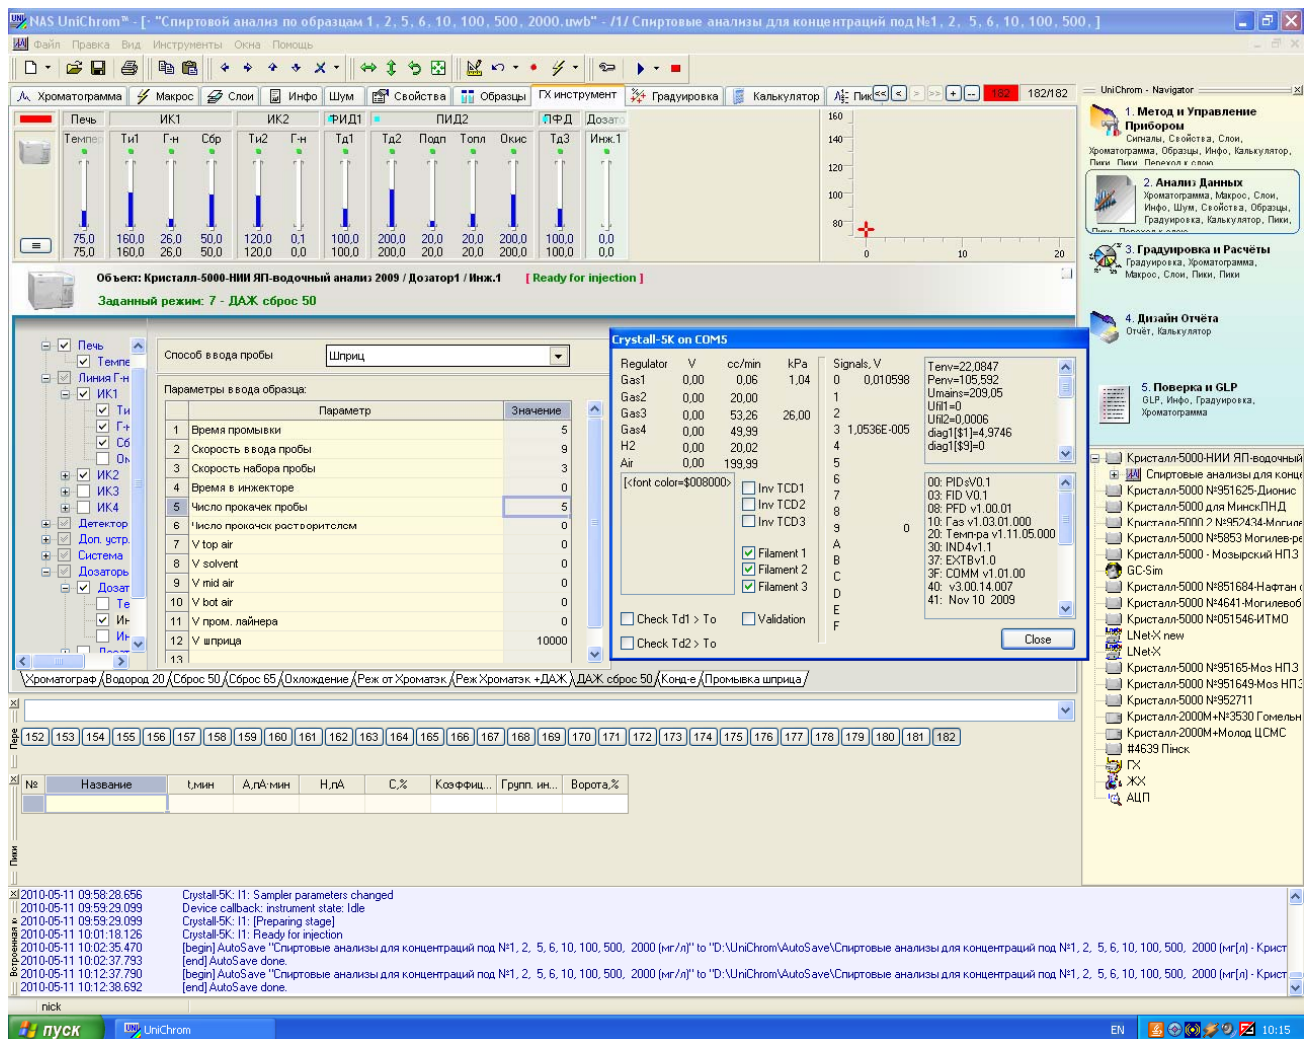 NAS UniChrom™ - [· "Спиртовой анализ по образцам 1, 2, 5, 6, 10, 100, 500, 2000.uwb" - /1/ Спиртовые анализы для концентраций под №1, 2, 5, 6, 10, 100, 500, ]
Файл Правка Вид Инструменты Окна Помощь
Хроматограмма Макрос Слои Инфо Шум Свойства Образцы ГХ инструмент Градуировка Калькулятор Пик << < > >> + -- 182 182/182
Печь ИК1 ИК2 ФИД1 ПИД2 ПФД Дозато
Темпер Ти1 Г-н Сбр Ти2 Г-н Тд1 Тд2 Подп Топл Окис Тд3 Инж.1
75,0 160,0 26,0 50,0 120,0 0,1 100,0 200,0 20,0 20,0 200,0 100,0 0,0
75,0 160,0 26,0 50,0 120,0 0,0 100,0 200,0 20,0 20,0 200,0 100,0 0,0
160
140
120
100
80
0 10 20
Объект: Кристалл-5000-НИИ ЯП-водочный анализ 2009 / Дозатор1 / Инж.1 [ Ready for injection ]
Заданный режим: 7 - ДАЖ сброс 50
Печь
Темпе
Линия Г-н
ИК1
Ти
Г-н
Сб
ИК2
ИК3
ИК4
Детектор
Доп. устр.
Система
Дозаторь
Дозат
Те
Ин
Ин
Способ ввода пробы Шприц
Параметры ввода образца:
Параметр Значение
1 Время промывки 5
2 Скорость ввода пробы 9
3 Скорость набора пробы 3
4 Время в инжекторе 0
5 Число прокачек пробы 5
6 Число прокачек растворителем 0
7 V top air 0
8 V solvent 0
9 V mid air 0
10 V bot air 0
11 V пром. лайнера 0
12 V шприца 10000
13
Crystall-5K on COM5
Regulator V cc/min kPa
Gas1 0,00 0,06 1,04
Gas2 0,00 20,00
Gas3 0,00 53,26 26,00
Gas4 0,00 49,99
H2 0,00 20,02
Air 0,00 199,99
[<font color=$008000>
Inv TCD1
Inv TCD2
Inv TCD3
Filament 1
Filament 2
Filament 3
Check Td1 > To Validation
Check Td2 > To
Signals, V
0 0,010598
1
2
3 1,0536E-005
4
5
6
7
8
9 0
A
B
C
D
E
F
Tenv=22,0847
Penv=105,592
Umains=209,05
Ufil1=0
Ufil2=0,0006
diag1[$1]=4,9746
diag1[$9]=0
00: PIDsV0.1
03: FID V0.1
08: PFD v1.00.01
10: Газ v1.03.01.000
20: Темп-ра v1.11.05.000
30: IND4v1.1
37: EXTBv1.0
3F: COMM v1.01.00
40: v3.00.14.007
41: Nov 10 2009
Close
Хроматограф Водород 20 Сброс 50 Сброс 65 Охлождение Реж от Хроматэк Реж Хроматэк +ДАЖ ДАЖ сброс 50 Конд-е Промывка шприца
Пере
152 153 154 155 156 157 158 159 160 161 162 163 164 165 166 167 168 169 170 171 172 173 174 175 176 177 178 179 180 181 182
Пики
№ Название t,мин А,пА·мин Н,пА С,% Коэффиц... Групп. ин... Ворота,%
2010-05-11 09:58:28.656 Crystall-5K: I1: Sampler parameters changed
2010-05-11 09:59:29.099 Device callback: instrument state: Idle
2010-05-11 09:59:29.099 Crystall-5K: I1: [Preparing stage]
2010-05-11 10:01:18.126 Crystall-5K: I1: Ready for injection
2010-05-11 10:02:35.470 [begin] AutoSave "Спиртовые анализы для концентраций под №1, 2, 5, 6, 10, 100, 500, 2000 (мг/л)" to "D:\UniChrom\AutoSave\Спиртовые анализы для концентраций под №1, 2, 5, 6, 10, 100, 500, 2000 (мг[л) - Крист
2010-05-11 10:02:37.793 [end] AutoSave done.
2010-05-11 10:12:37.790 [begin] AutoSave "Спиртовые анализы для концентраций под №1, 2, 5, 6, 10, 100, 500, 2000 (мг/л)" to "D:\UniChrom\AutoSave\Спиртовые анализы для концентраций под №1, 2, 5, 6, 10, 100, 500, 2000 (мг[л) - Крист
2010-05-11 10:12:38.692 [end] AutoSave done.
nick
UniChrom - Navigator
1. Метод и Управление Прибором
Сигналы, Свойства, Слои,
Хроматограмма, Образцы, Инфо, Калькулятор,
Пики, Пики, Переход к слою
2. Анализ Данных
Хроматограмма, Макрос, Слои,
Инфо, Шум, Свойства, Образцы,
Градуировка, Калькулятор, Пики,
Пики, Переход к слою
3. Градуировка и Расчёты
Градуировка, Хроматограмма,
Макрос, Слои, Пики, Пики
4. Дизайн Отчёта
Отчёт, Калькулятор
5. Поверка и GLP
GLP, Инфо, Градуировка,
Хроматограмма
Кристалл-5000-НИИ ЯП-водочный
Спиртовые анализы для конце
Кристалл-5000 №951625-Дионис
Кристалл-5000 для МинскПНД
Кристалл-5000 2 №952434-Могиле
Кристалл-5000 №5853 Могилев-ре
Кристалл-5000 - Мозырский НПЗ
GC-Sim
Кристалл-5000 №851684-Нафтан
Кристалл-5000 №4641-Могилевоб
Кристалл-5000 №051546-ИТМО
LNet-X new
LNet-X
Кристалл-5000 №95165-Моз НПЗ
Кристалл-5000 №951649-Моз НПЗ
Кристалл-5000 №952711
Кристалл-2000М+№3530 Гомельн
Кристалл-2000М+Молод ЦСМС
#4639 Пінск
ГХ
ЖХ
АЦП
пуск UniChrom EN 10:15